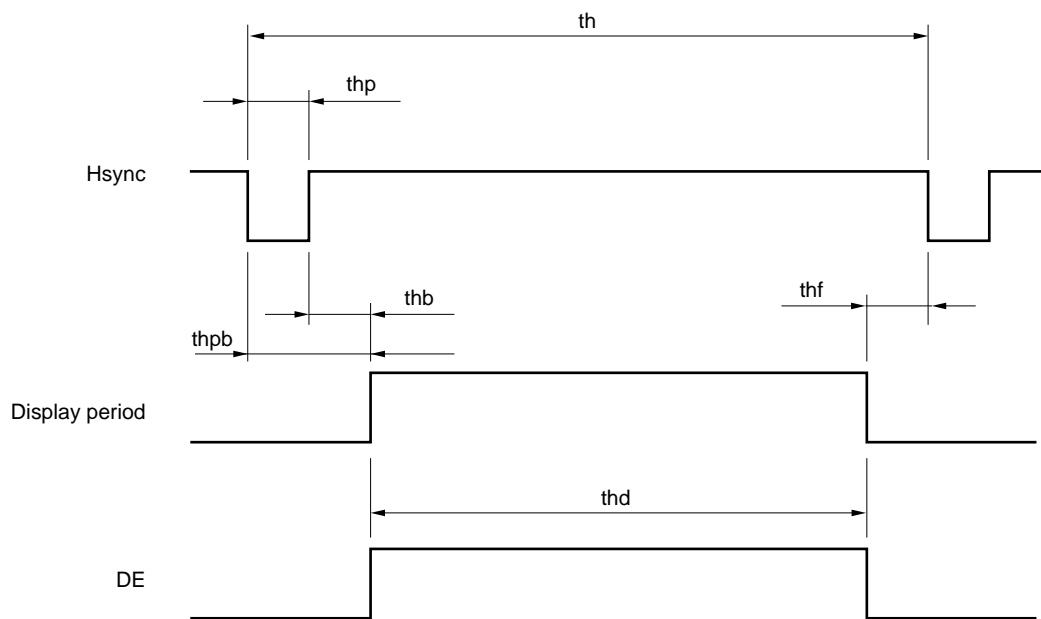 th
thp
Hsync
thb
thf
thpb
Display period
thd
DE